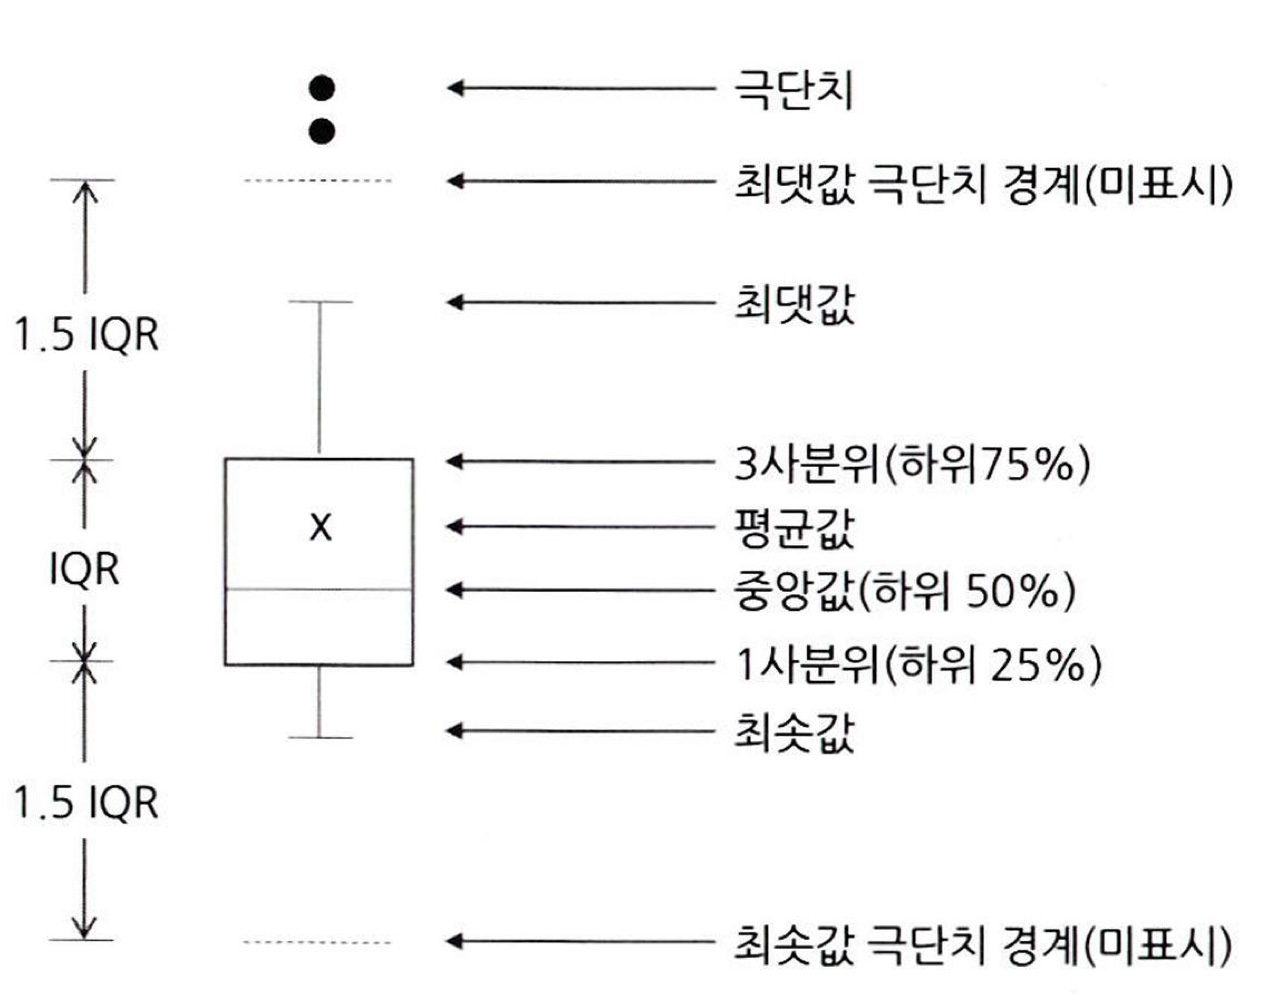 극단치
최댓값 극단치 경계(미표시)
최댓값
1.5 IQR
3사분위(하위75%)
X
평균값
IQR
중앙값(하위 50%)
1사분위(하위 25%)
최솟값
1.5 IQR
최솟값 극단치 경계(미표시)